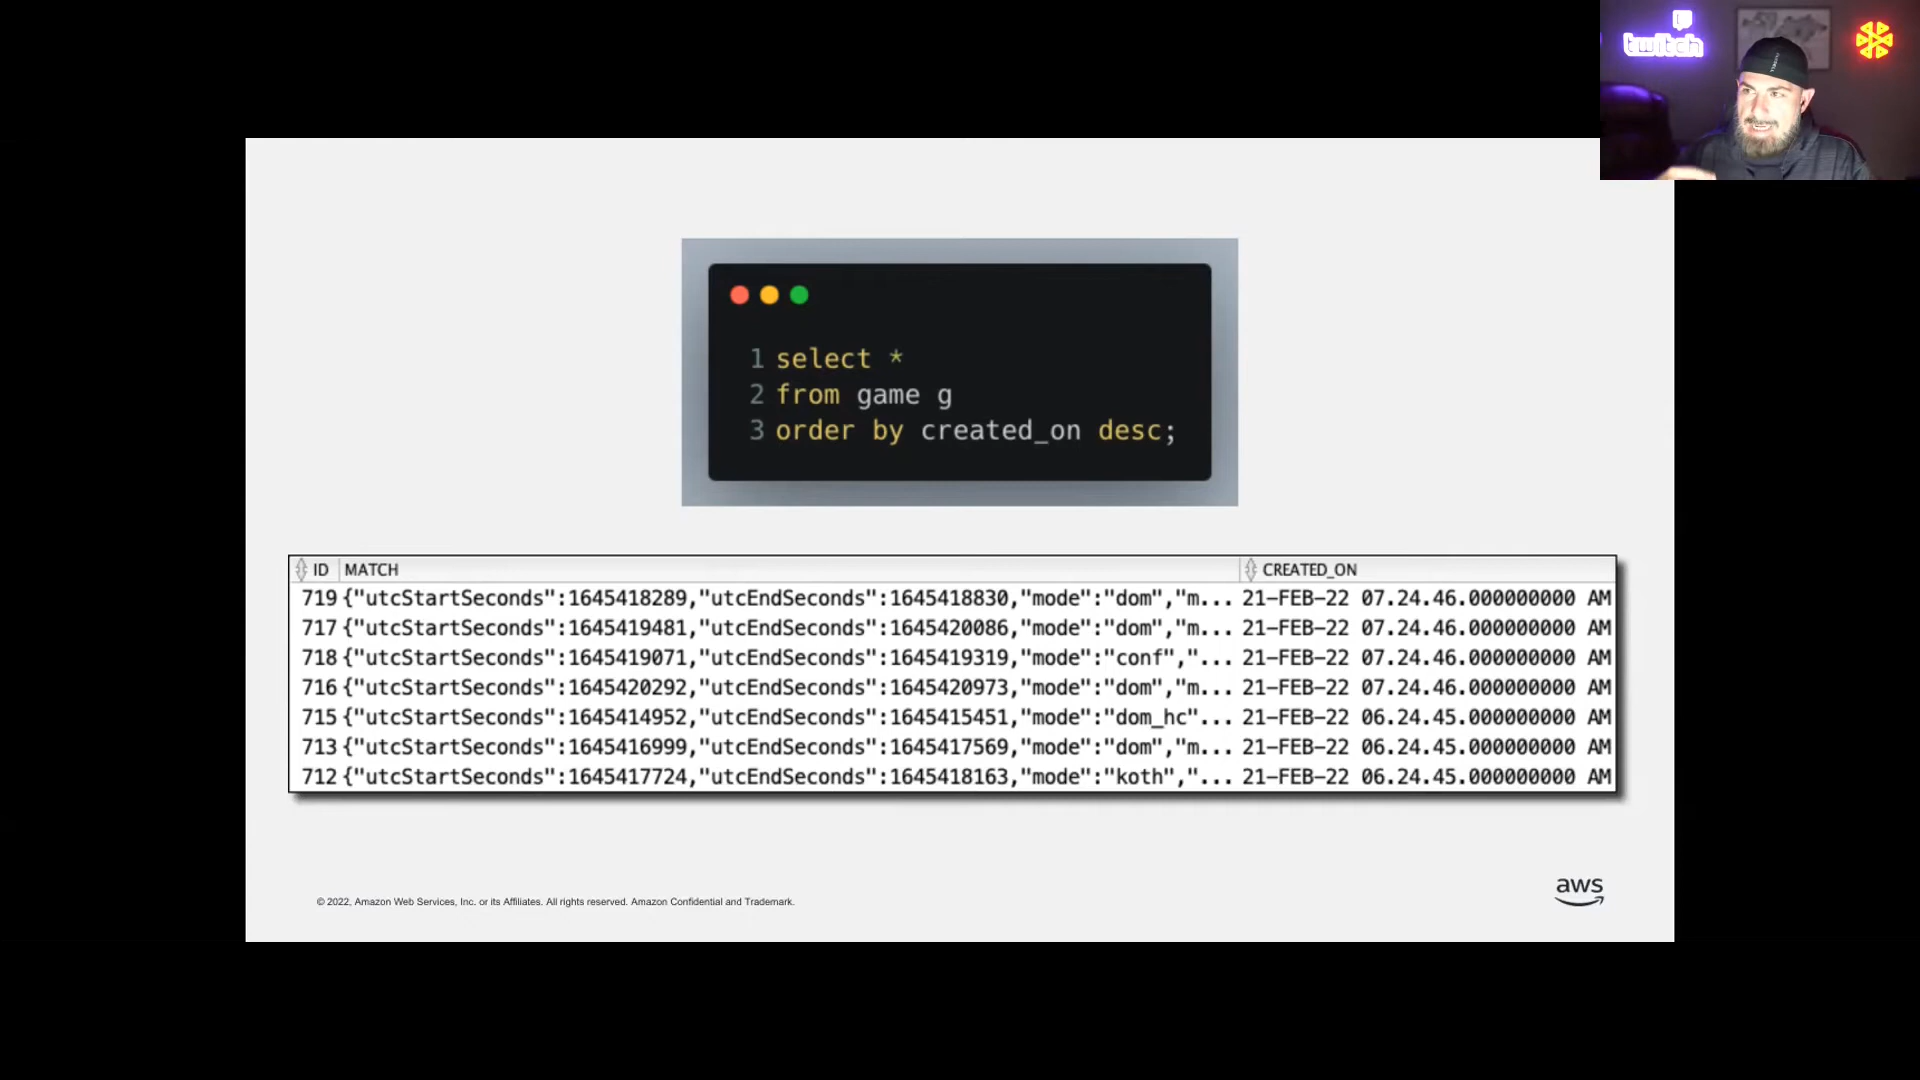 twitch
1 select *
2 from game g
3 order by created_on desc;
ID MATCH CREATED_ON
719 {"utcStartSeconds":1645418289,"utcEndSeconds":1645418830,"mode":"dom","m... 21-FEB-22 07.24.46.000000000 AM
717 {"utcStartSeconds":1645419481,"utcEndSeconds":1645420086,"mode":"dom","m... 21-FEB-22 07.24.46.000000000 AM
718 {"utcStartSeconds":1645419071,"utcEndSeconds":1645419319,"mode":"conf","... 21-FEB-22 07.24.46.000000000 AM
716 {"utcStartSeconds":1645420292,"utcEndSeconds":1645420973,"mode":"dom","m... 21-FEB-22 07.24.46.000000000 AM
715 {"utcStartSeconds":1645414952,"utcEndSeconds":1645415451,"mode":"dom_hc"... 21-FEB-22 06.24.45.000000000 AM
713 {"utcStartSeconds":1645416999,"utcEndSeconds":1645417569,"mode":"dom","m... 21-FEB-22 06.24.45.000000000 AM
712 {"utcStartSeconds":1645417724,"utcEndSeconds":1645418163,"mode":"koth","... 21-FEB-22 06.24.45.000000000 AM
© 2022, Amazon Web Services, Inc. or its Affiliates. All rights reserved. Amazon Confidential and Trademark.
aws